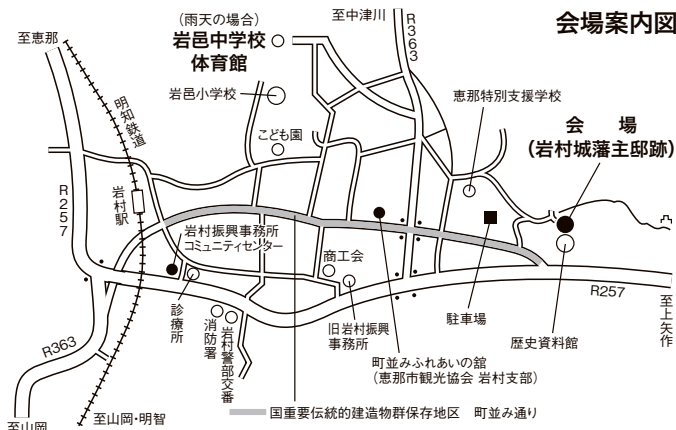 会場案内図
(雨天の場合)
岩邑中学校
体育館
至中津川
R363
至恵那
明知鉄道
岩邑小学校
恵那特別支援学校
こども園
会　場
(岩村城藩主邸跡)
R257
岩村駅
岩村振興事務所
コミュニティセンター
商工会
診療所
消防署
岩村警部交番
旧岩村振興
事務所
駐車場
歴史資料館
R257
至上矢作
町並みふれあいの舘
(恵那市観光協会 岩村支部)
R363
至山岡
至山岡・明智
国重要伝統的建造物群保存地区　町並み通り